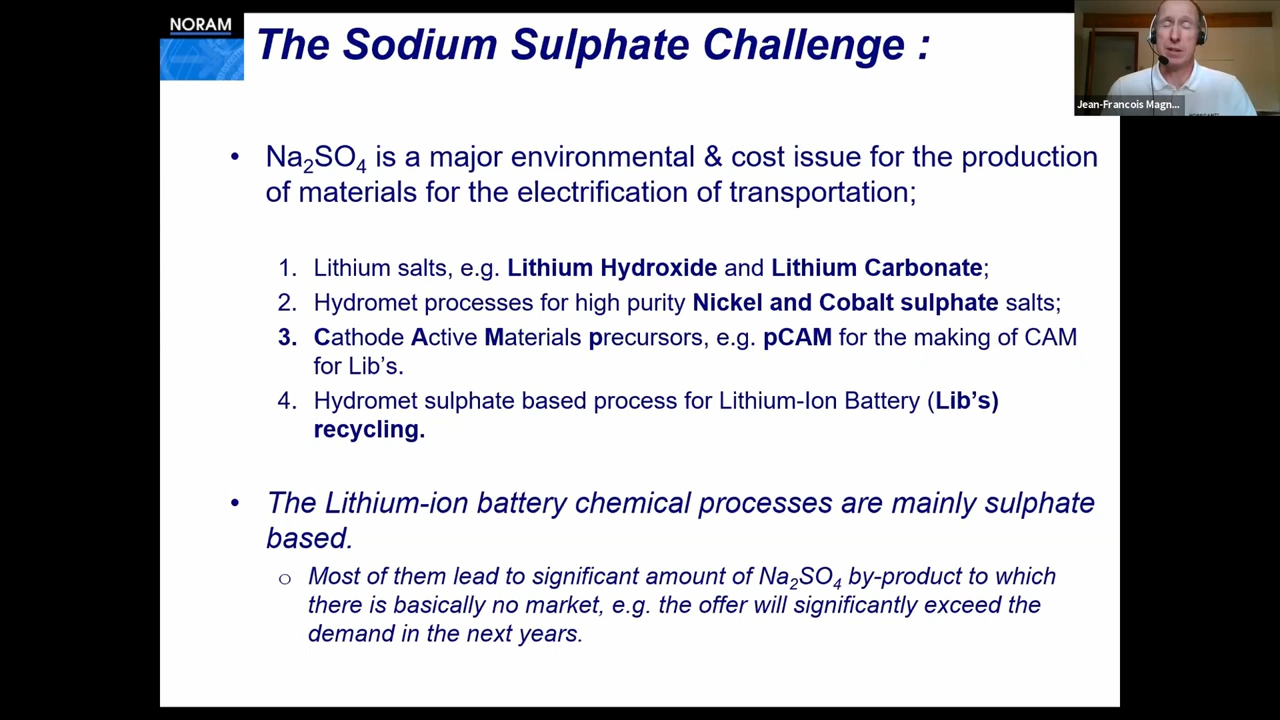 NORAM
The Sodium Sulphate Challenge :
Jean-Francois Magn...
• Na₂SO₄ is a major environmental & cost issue for the production
of materials for the electrification of transportation;
1. Lithium salts, e.g. Lithium Hydroxide and Lithium Carbonate;
2. Hydromet processes for high purity Nickel and Cobalt sulphate salts;
3. Cathode Active Materials precursors, e.g. pCAM for the making of CAM
for Lib's.
4. Hydromet sulphate based process for Lithium-Ion Battery (Lib's)
recycling.
• The Lithium-ion battery chemical processes are mainly sulphate
based.
o Most of them lead to significant amount of Na₂SO₄ by-product to which
there is basically no market, e.g. the offer will significantly exceed the
demand in the next years.